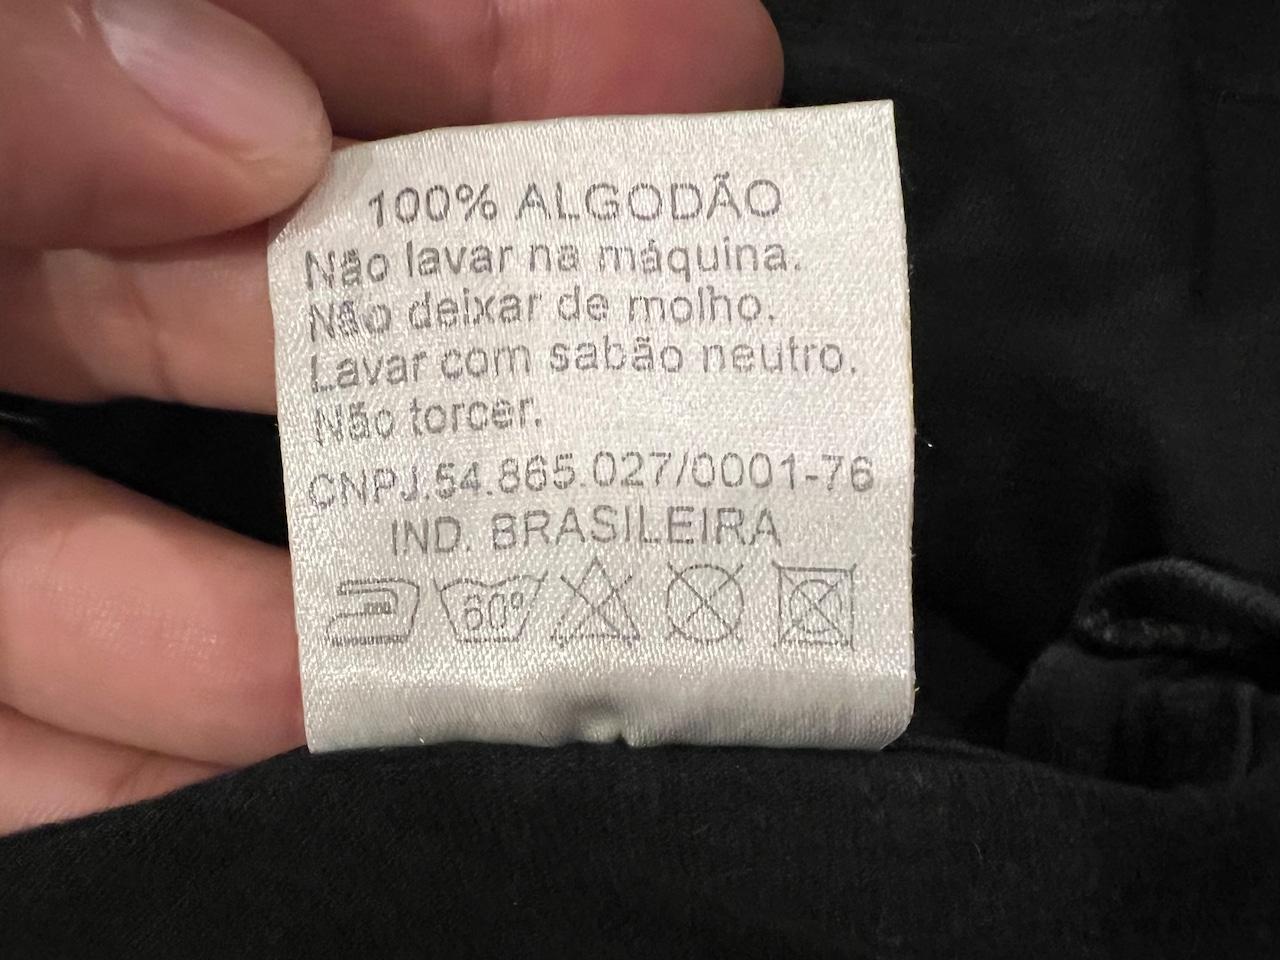 100% ALGODÃO
Não lavar na máquina.
Não deixar de molho.
Lavar com sabão neutro.
Não torcer.
CNPJ.54.865.027/0001-76
IND. BRASILEIRA
60º